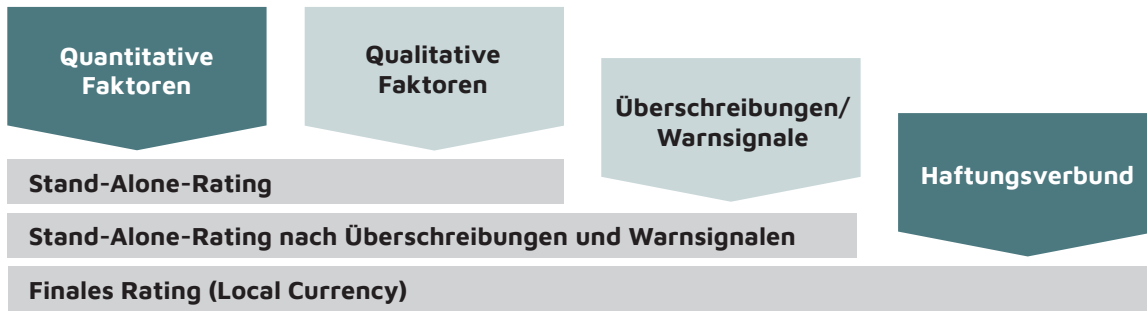 Quantitative
Faktoren
Qualitative
Faktoren
Überschreibungen/
Warnsignale
Haftungsverbund
Stand-Alone-Rating
Stand-Alone-Rating nach Überschreibungen und Warnsignalen
Finales Rating (Local Currency)